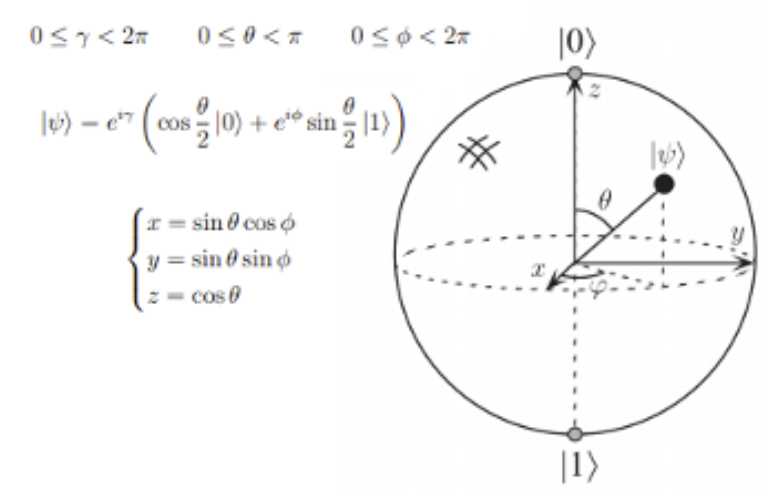 0 ≤ γ < 2π 0 ≤ θ < π 0 ≤ ϕ < 2π
|ψ⟩ = e^{iγ} (cos θ/2 |0⟩ + e^{iϕ} sin θ/2 |1⟩)
x = sin θ cos ϕ
y = sin θ sin ϕ
z = cos θ
|0⟩
z
|ψ⟩
θ
y
x
φ
|1⟩